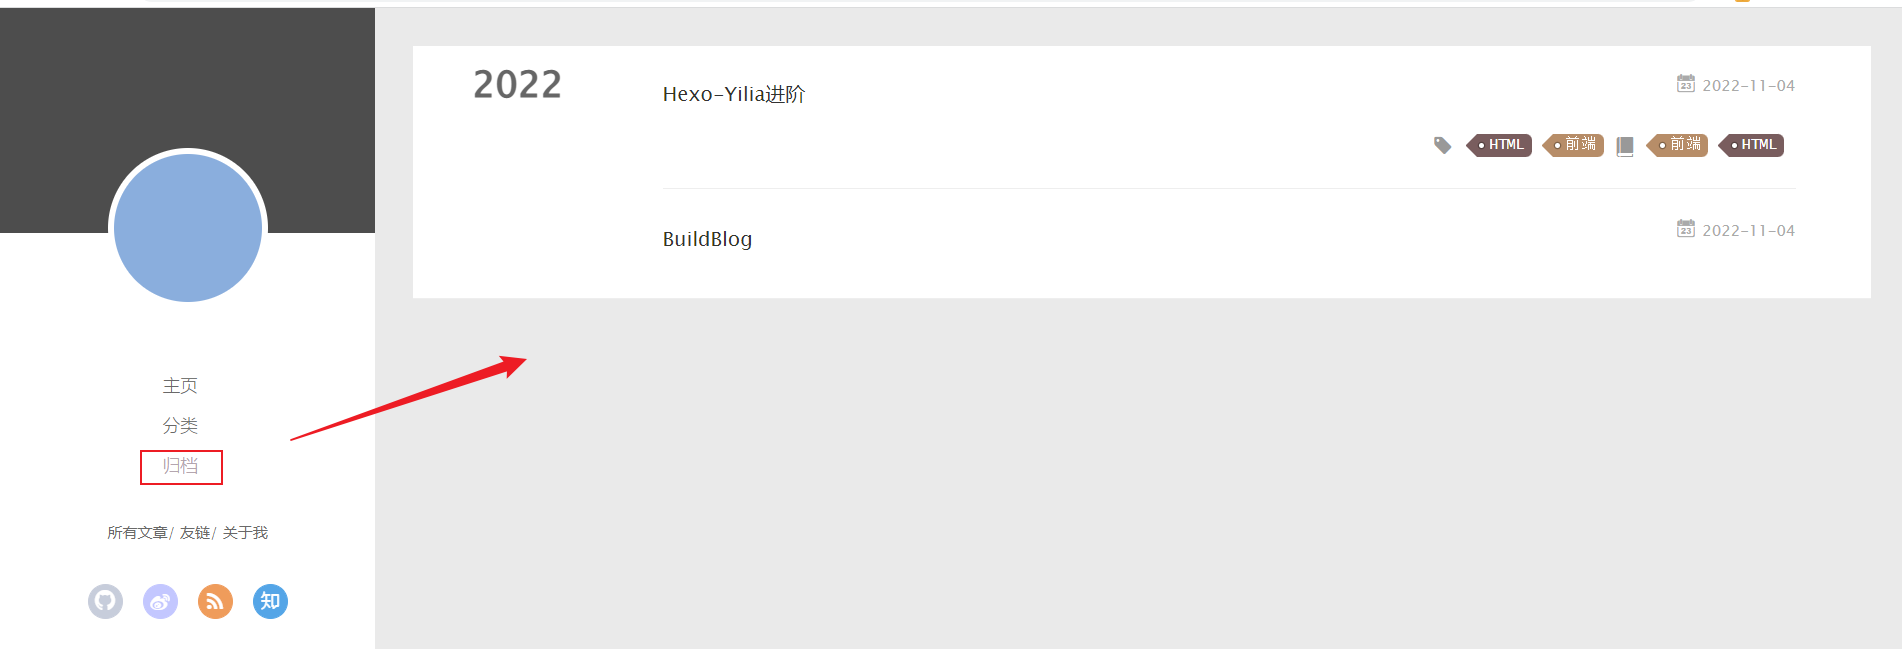 主页
分类
归档
所有文章/ 友链/ 关于我
知
2022
Hexo-Yilia进阶
23 2022-11-04
HTML 前端 前端 HTML
BuildBlog
23 2022-11-04